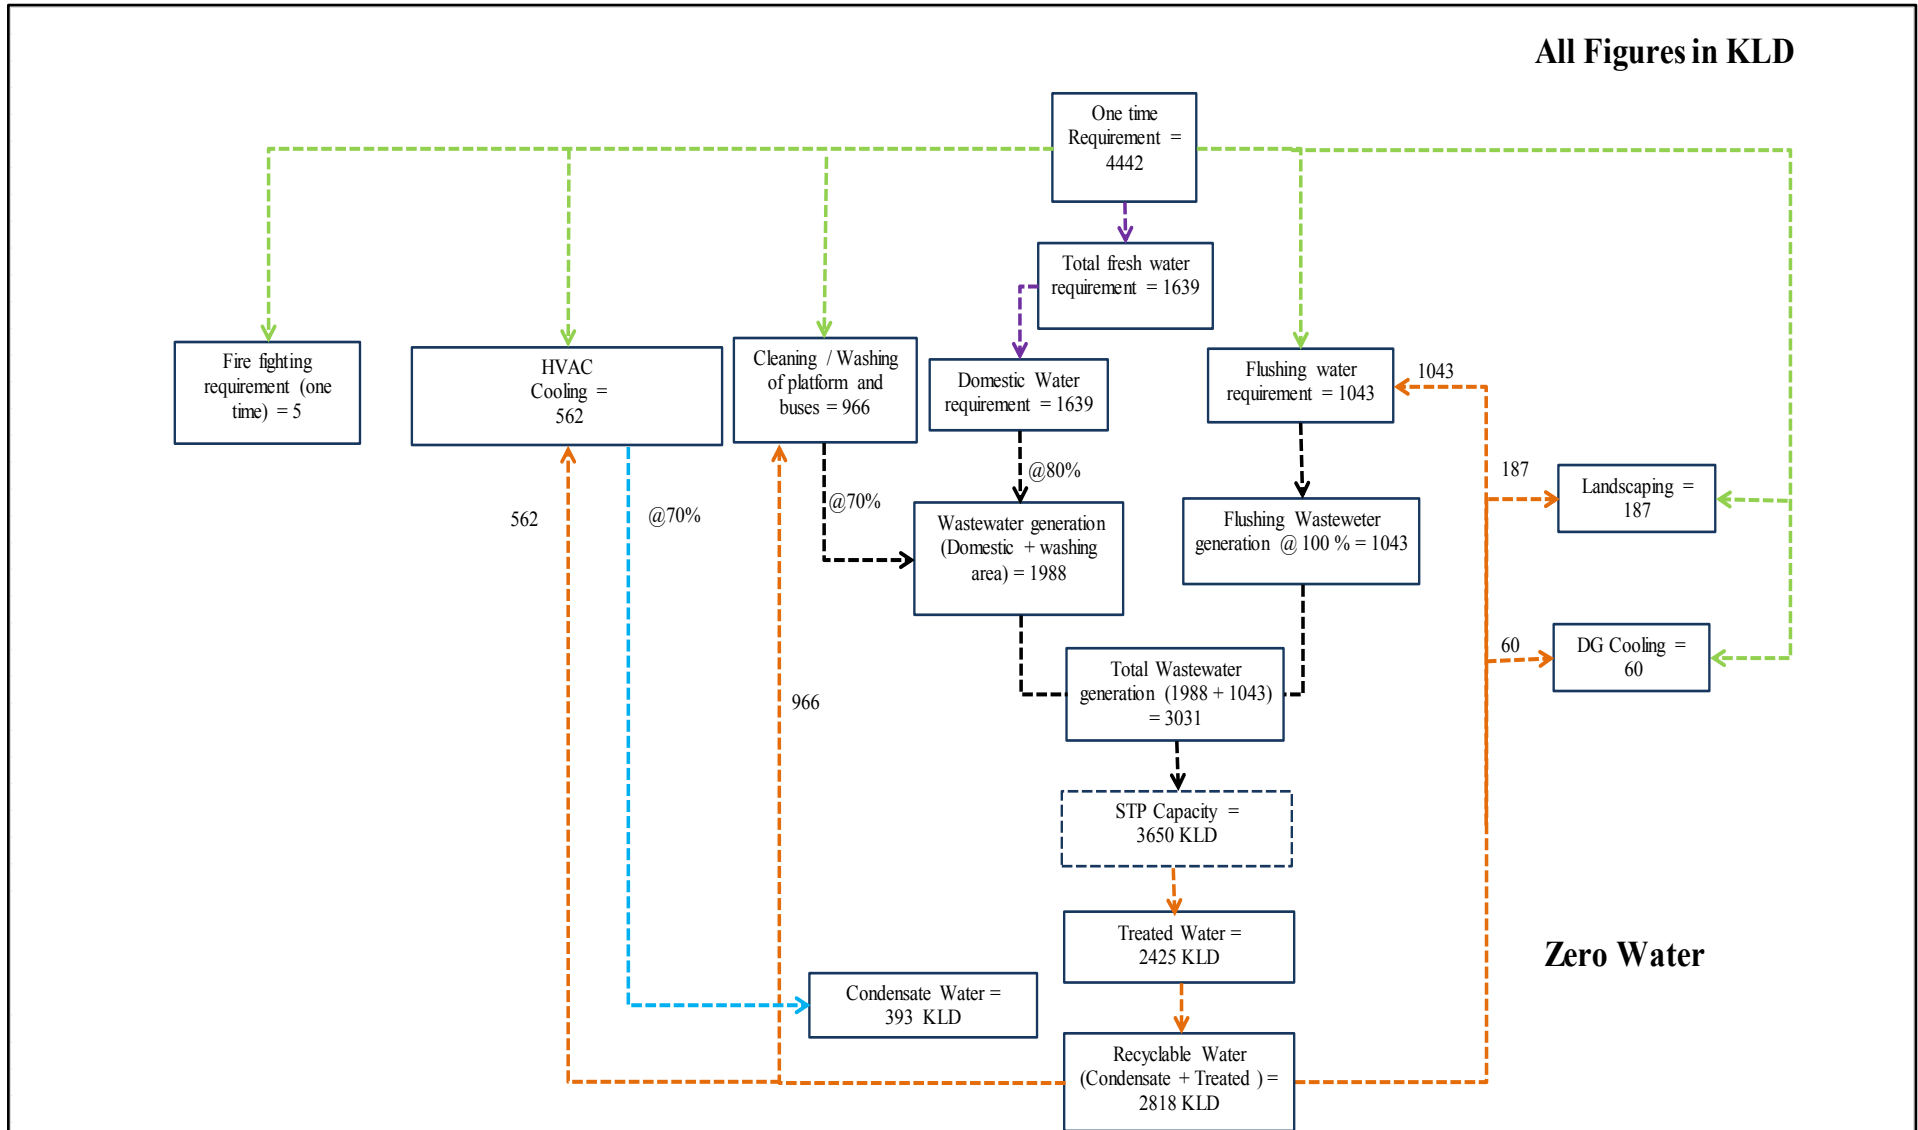 All Figures in KLD
One time
Requirement =
4442
Total fresh water
requirement = 1639
Fire fighting
requirement (one
time) = 5
HVAC
Cooling =
562
Cleaning / Washing
of platform and
buses = 966
Domestic Water
requirement = 1639
Flushing water
requirement = 1043
1043
@80%
187
Landscaping =
187
562
@70%
@70%
Wastewater generation
(Domestic + washing
area) = 1988
Flushing Wasteweter
generation @ 100 % = 1043
60
DG Cooling =
60
966
Total Wastewater
generation (1988 + 1043)
= 3031
STP Capacity =
3650 KLD
Treated Water =
2425 KLD
Zero Water
Condensate Water =
393 KLD
Recyclable Water
(Condensate + Treated ) =
2818 KLD